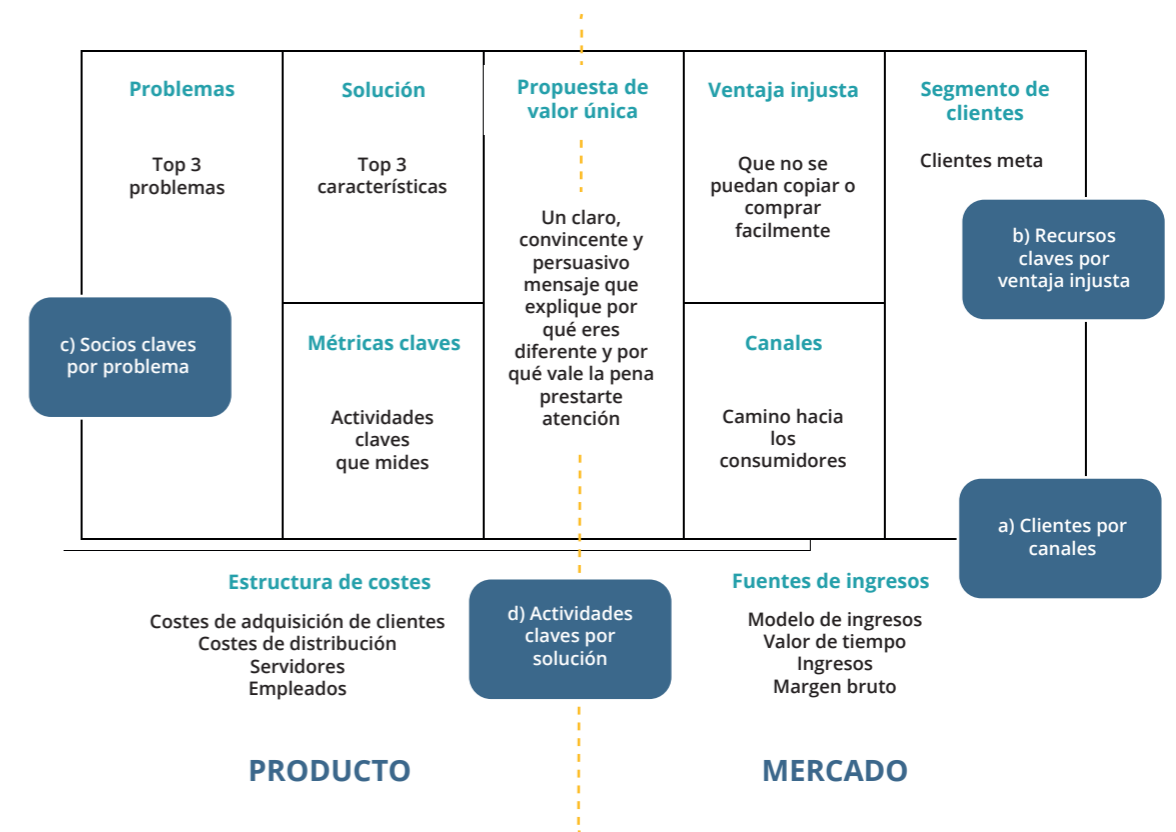 Problemas
Top 3
problemas
c) Socios claves
por problema
Solución
Top 3
características
Métricas claves
Actividades
claves
que mides
Propuesta de
valor única
Un claro,
convincente y
persuasivo
mensaje que
explique por
qué eres
diferente y por
qué vale la pena
prestarte
atención
Ventaja injusta
Que no se
puedan copiar o
comprar
facilmente
Canales
Camino hacia
los
consumidores
Segmento de
clientes
Clientes meta
b) Recursos
claves por
ventaja injusta
a) Clientes por
canales
Estructura de costes
Costes de adquisición de clientes
Costes de distribución
Servidores
Empleados
d) Actividades
claves por
solución
Fuentes de ingresos
Modelo de ingresos
Valor de tiempo
Ingresos
Margen bruto
PRODUCTO
MERCADO